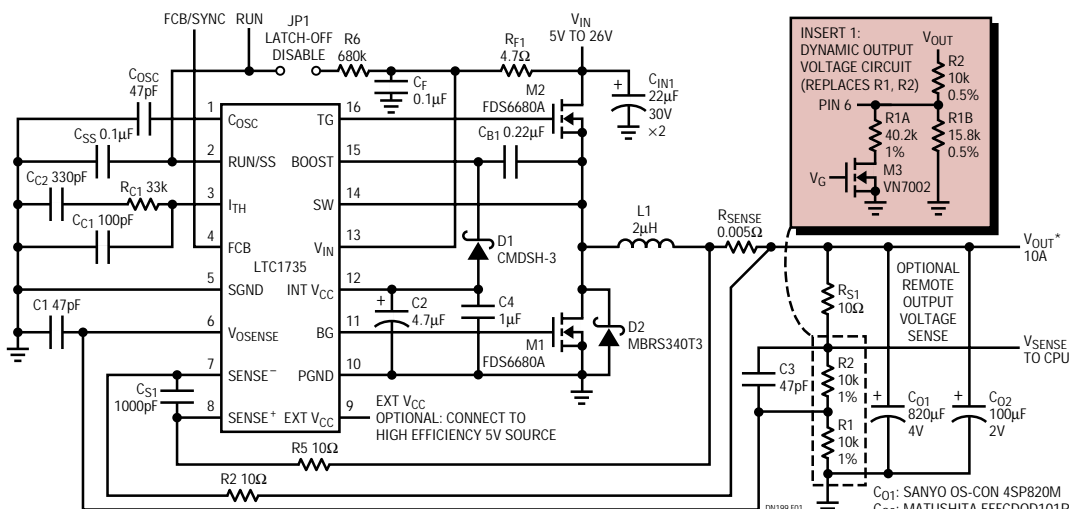 FCB/SYNC
RUN
JP1
LATCH-OFF
DISABLE
R6
680k
CF
0.1µF
RF1
4.7Ω
VIN
5V TO 26V
+
CIN1
22µF
30V
×2
M2
FDS6680A
COSC
47pF
CSS 0.1µF
CC2 330pF
RC1 33k
CC1 100pF
C1 47pF
CS1
1000pF
1
COSC
2
RUN/SS
3
ITH
4
FCB
5
SGND
6
VOSENSE
7
SENSE−
8
SENSE+
LTC1735
16
TG
15
BOOST
14
SW
13
VIN
12
INT VCC
11
BG
10
PGND
9
EXT VCC
CB1 0.22µF
D1
CMDSH-3
+
C2
4.7µF
C4
1µF
M1
FDS6680A
D2
MBRS340T3
EXT VCC
OPTIONAL: CONNECT TO
HIGH EFFICIENCY 5V SOURCE
R5 10Ω
R2 10Ω
L1
2µH
RSENSE
0.005Ω
INSERT 1:
DYNAMIC OUTPUT
VOLTAGE CIRCUIT
(REPLACES R1, R2)
VOUT
R2
10k
0.5%
PIN 6
R1A
40.2k
1%
R1B
15.8k
0.5%
VG
M3
VN7002
VOUT*
10A
RS1
10Ω
OPTIONAL
REMOTE
OUTPUT
VOLTAGE
SENSE
VSENSE
TO CPU
C3
47pF
R2
10k
1%
R1
10k
1%
+
CO1
820µF
4V
+
CO2
100µF
2V
CO1: SANYO OS-CON 4SP820M
DN199 F01